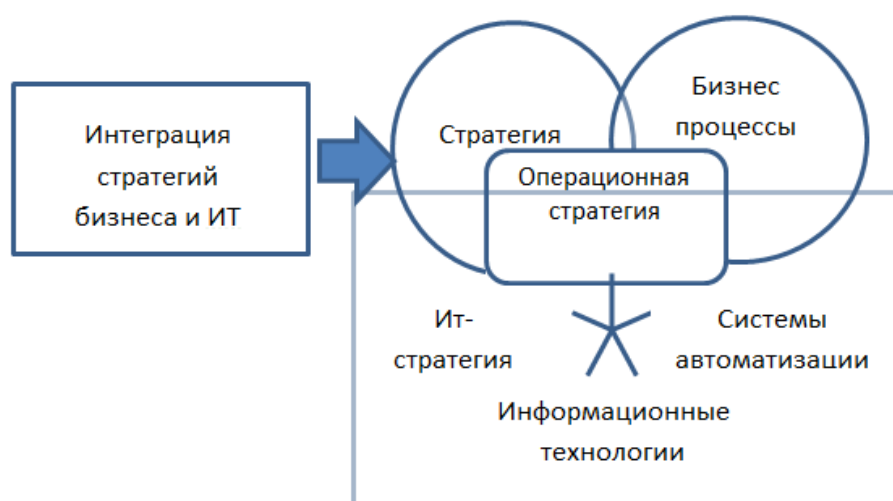 Интеграция
стратегий
бизнеса и ИТ
Стратегия
Бизнес
процессы
Операционная
стратегия
Ит-
стратегия
Системы
автоматизации
Информационные
технологии